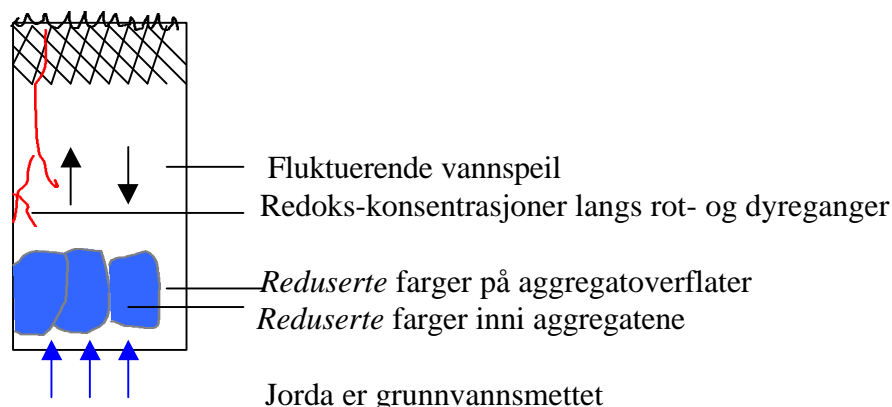 Fluktuerende vannspeil
Redoks-konsentrasjoner langs rot- og dyreganger
Reduserte farger på aggregatoverflater
Reduserte farger inni aggregatene
Jorda er grunnvannsmettet